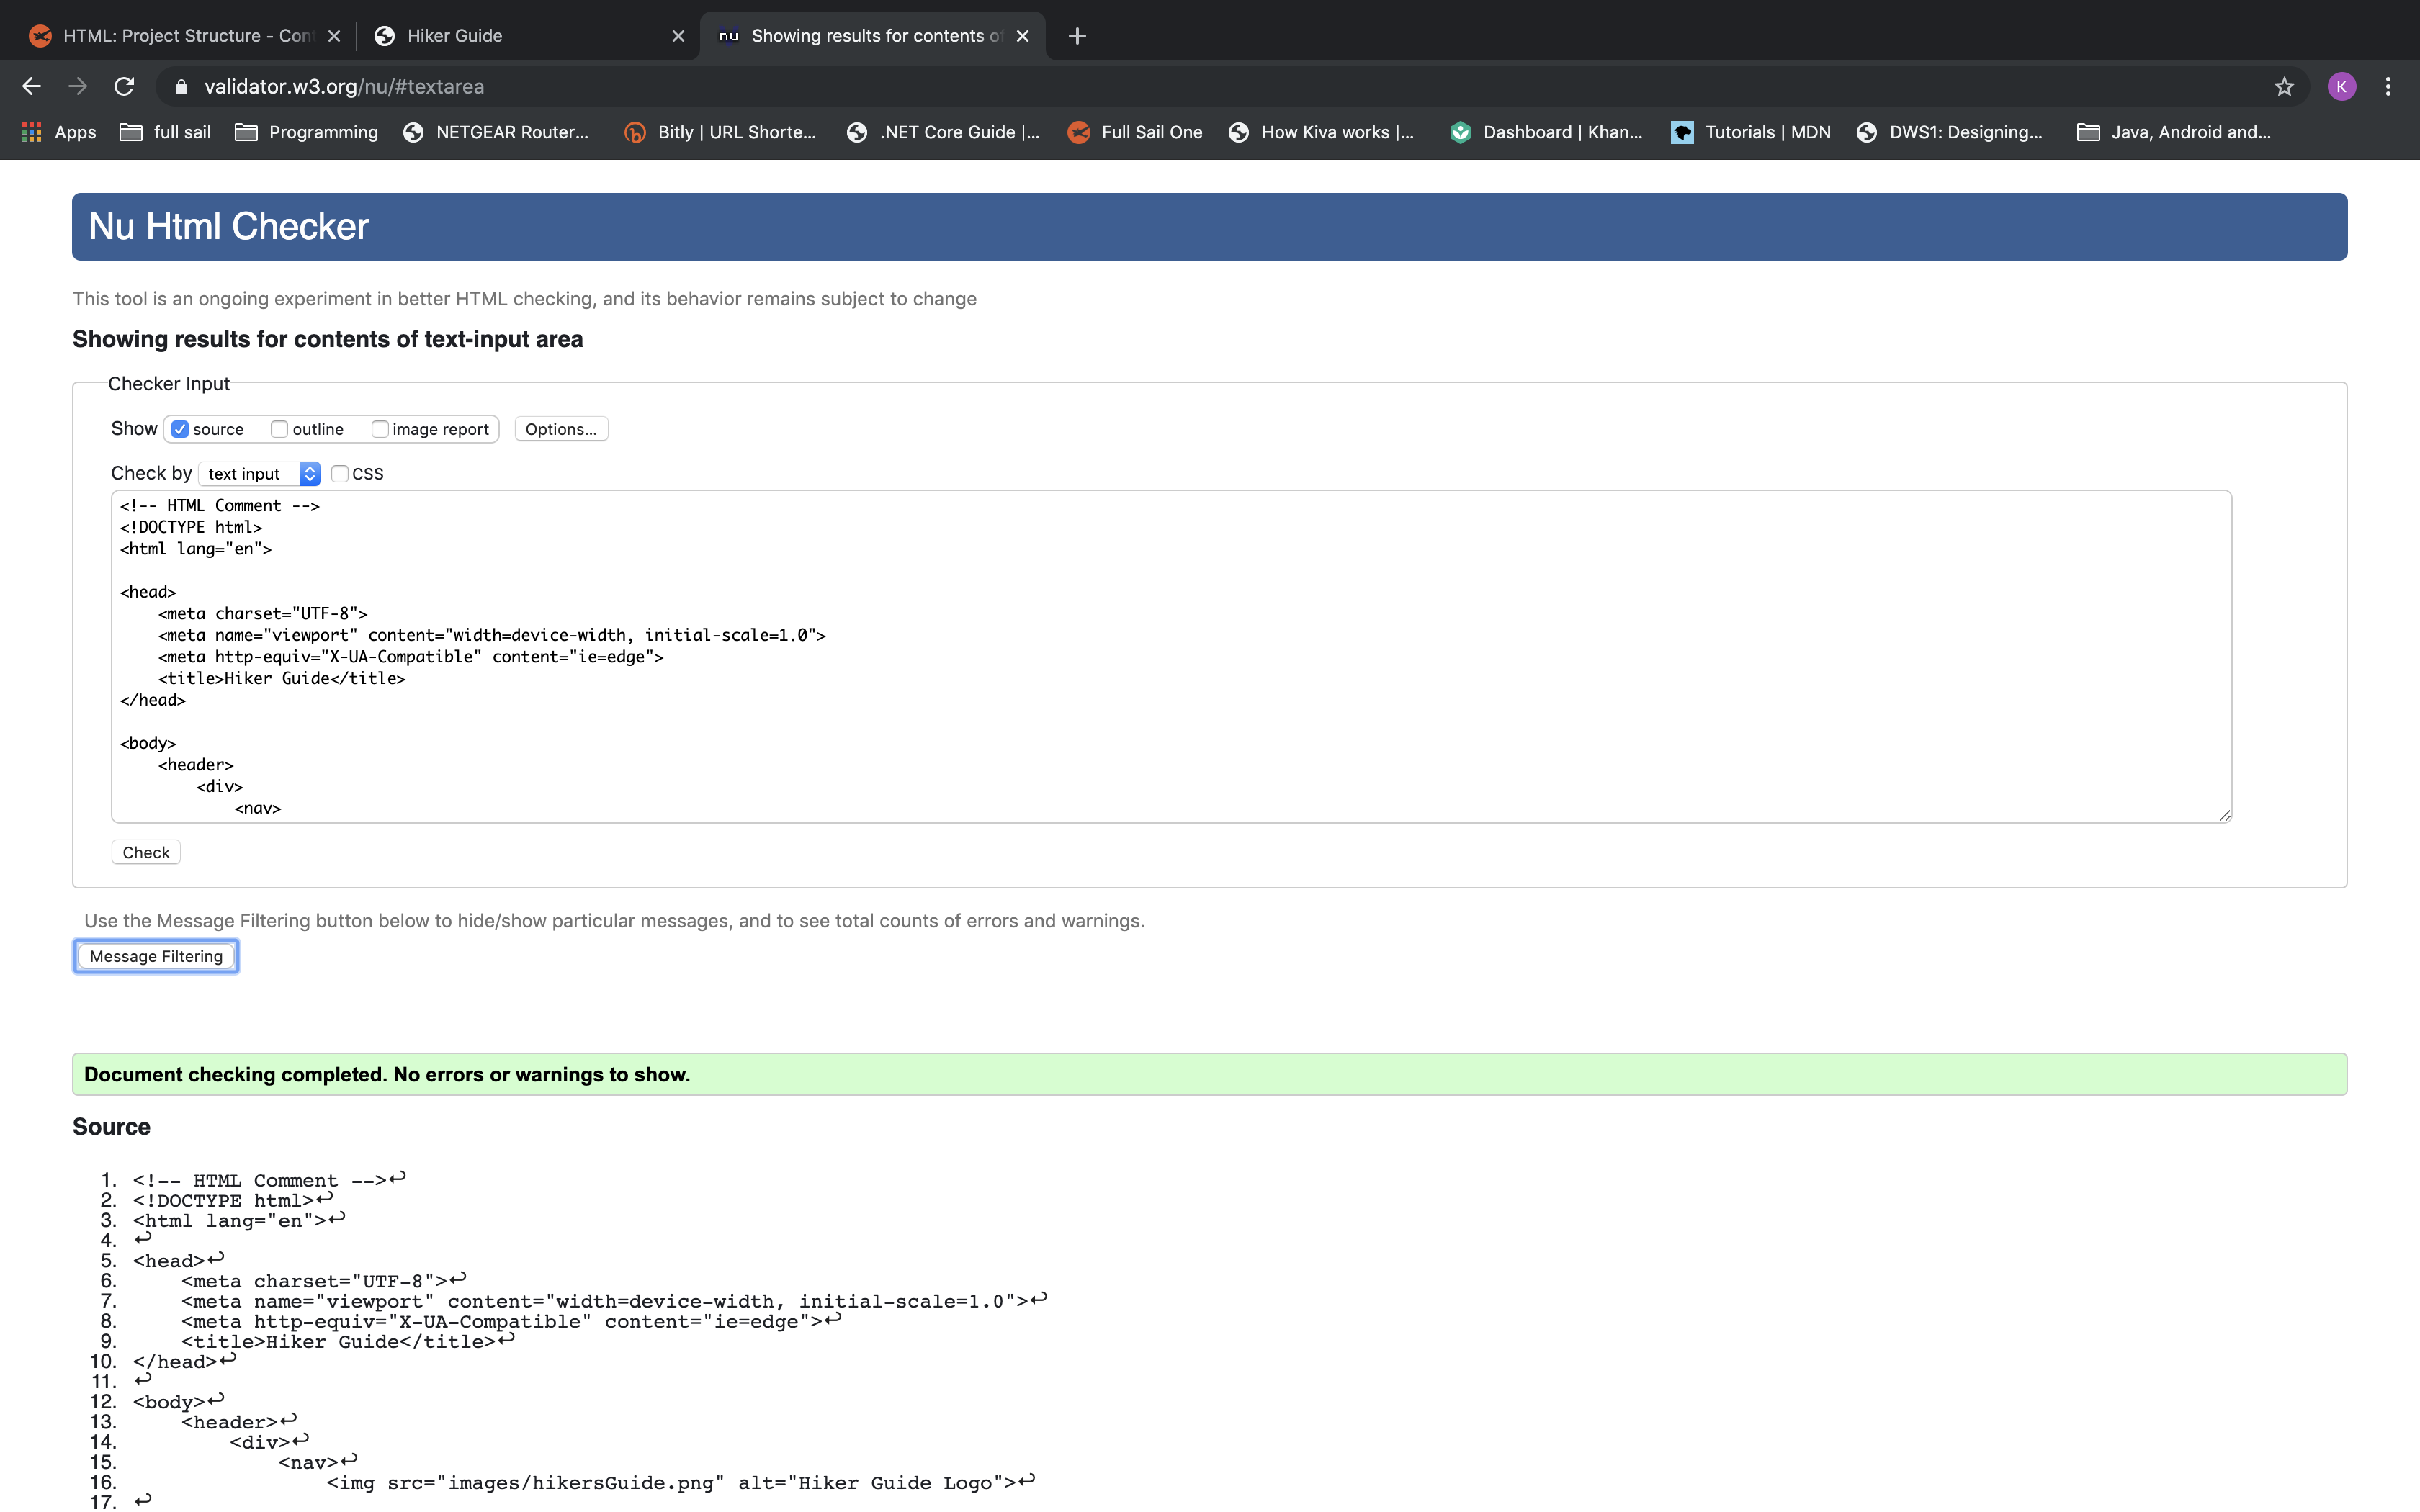 HTML: Project Structure - Con
Hiker Guide
nu Showing results for contents of
validator.w3.org/nu/#textarea
K
Apps full sail Programming NETGEAR Router... Bitly | URL Shorte... .NET Core Guide |... Full Sail One How Kiva works |... Dashboard | Khan... Tutorials | MDN DWS1: Designing... Java, Android and...
Nu Html Checker
This tool is an ongoing experiment in better HTML checking, and its behavior remains subject to change
Showing results for contents of text-input area
Checker Input
Show source outline image report Options...
Check by text input CSS
<!-- HTML Comment -->
<!DOCTYPE html>
<html lang="en">
<head>
<meta charset="UTF-8">
<meta name="viewport" content="width=device-width, initial-scale=1.0">
<meta http-equiv="X-UA-Compatible" content="ie=edge">
<title>Hiker Guide</title>
</head>
<body>
<header>
<div>
<nav>
Check
Use the Message Filtering button below to hide/show particular messages, and to see total counts of errors and warnings.
Message Filtering
Document checking completed. No errors or warnings to show.
Source
1. <!-- HTML Comment -->↩
2. <!DOCTYPE html>↩
3. <html lang="en">↩
4. ↩
5. <head>↩
6. <meta charset="UTF-8">↩
7. <meta name="viewport" content="width=device-width, initial-scale=1.0">↩
8. <meta http-equiv="X-UA-Compatible" content="ie=edge">↩
9. <title>Hiker Guide</title>↩
10. </head>↩
11. ↩
12. <body>↩
13. <header>↩
14. <div>↩
15. <nav>↩
16. <img src="images/hikersGuide.png" alt="Hiker Guide Logo">↩
17. ↩